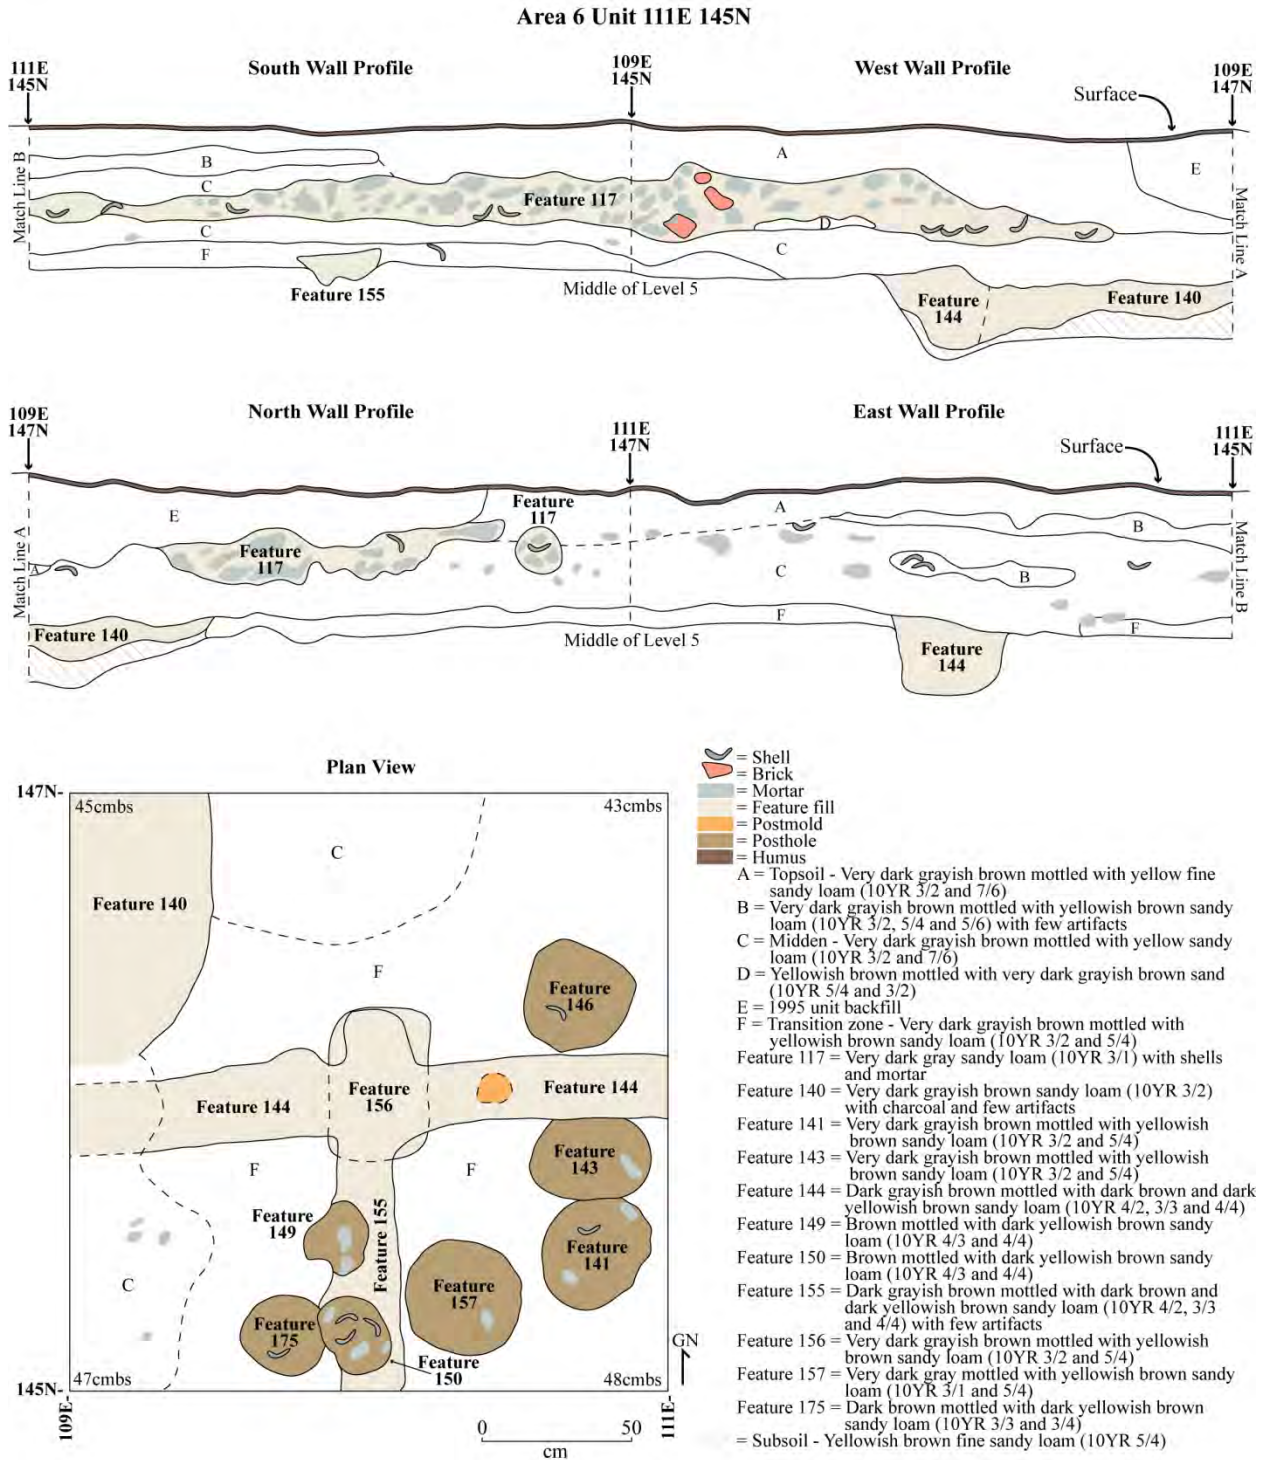 Area 6 Unit 111E 145N
111E
145N
South Wall Profile
109E
145N
West Wall Profile
109E
147N
Surface
Match Line B
B
C
Feature 117
C
F
Feature 155
Middle of Level 5
A
D
C
E
Feature
144
Feature 140
Match Line A
109E
147N
North Wall Profile
111E
147N
East Wall Profile
111E
145N
Surface
Match Line A
A
E
Feature
117
Feature
117
Feature 140
Middle of Level 5
A
B
C
B
F
F
Feature
144
Match Line B
Plan View
147N-
45cmbs
43cmbs
C
Feature 140
F
Feature
146
Feature 144
Feature
156
Feature 144
F
F
Feature
143
Feature
149
Feature 155
Feature
141
C
Feature
157
Feature
175
Feature
150
145N-
47cmbs
48cmbs
109E-
111E-
GN
0 50
cm
= Shell
= Brick
= Mortar
= Feature fill
= Postmold
= Posthole
= Humus
A = Topsoil - Very dark grayish brown mottled with yellow fine
sandy loam (10YR 3/2 and 7/6)
B = Very dark grayish brown mottled with yellowish brown sandy
loam (10YR 3/2, 5/4 and 5/6) with few artifacts
C = Midden - Very dark grayish brown mottled with yellow sandy
loam (10YR 3/2 and 7/6)
D = Yellowish brown mottled with very dark grayish brown sand
(10YR 5/4 and 3/2)
E = 1995 unit backfill
F = Transition zone - Very dark grayish brown mottled with
yellowish brown sandy loam (10YR 3/2 and 5/4)
Feature 117 = Very dark gray sandy loam (10YR 3/1) with shells
and mortar
Feature 140 = Very dark grayish brown sandy loam (10YR 3/2)
with charcoal and few artifacts
Feature 141 = Very dark grayish brown mottled with yellowish
brown sandy loam (10YR 3/2 and 5/4)
Feature 143 = Very dark grayish brown mottled with yellowish
brown sandy loam (10YR 3/2 and 5/4)
Feature 144 = Dark grayish brown mottled with dark brown and dark
yellowish brown sandy loam (10YR 4/2, 3/3 and 4/4)
Feature 149 = Brown mottled with dark yellowish brown sandy
loam (10YR 4/3 and 4/4)
Feature 150 = Brown mottled with dark yellowish brown sandy
loam (10YR 4/3 and 4/4)
Feature 155 = Dark grayish brown mottled with dark brown and
dark yellowish brown sandy loam (10YR 4/2, 3/3
and 4/4) with few artifacts
Feature 156 = Very dark grayish brown mottled with yellowish
brown sandy loam (10YR 3/2 and 5/4)
Feature 157 = Very dark gray mottled with yellowish brown sandy
loam (10YR 3/1 and 5/4)
Feature 175 = Dark brown mottled with dark yellowish brown
sandy loam (10YR 3/3 and 3/4)
= Subsoil - Yellowish brown fine sandy loam (10YR 5/4)